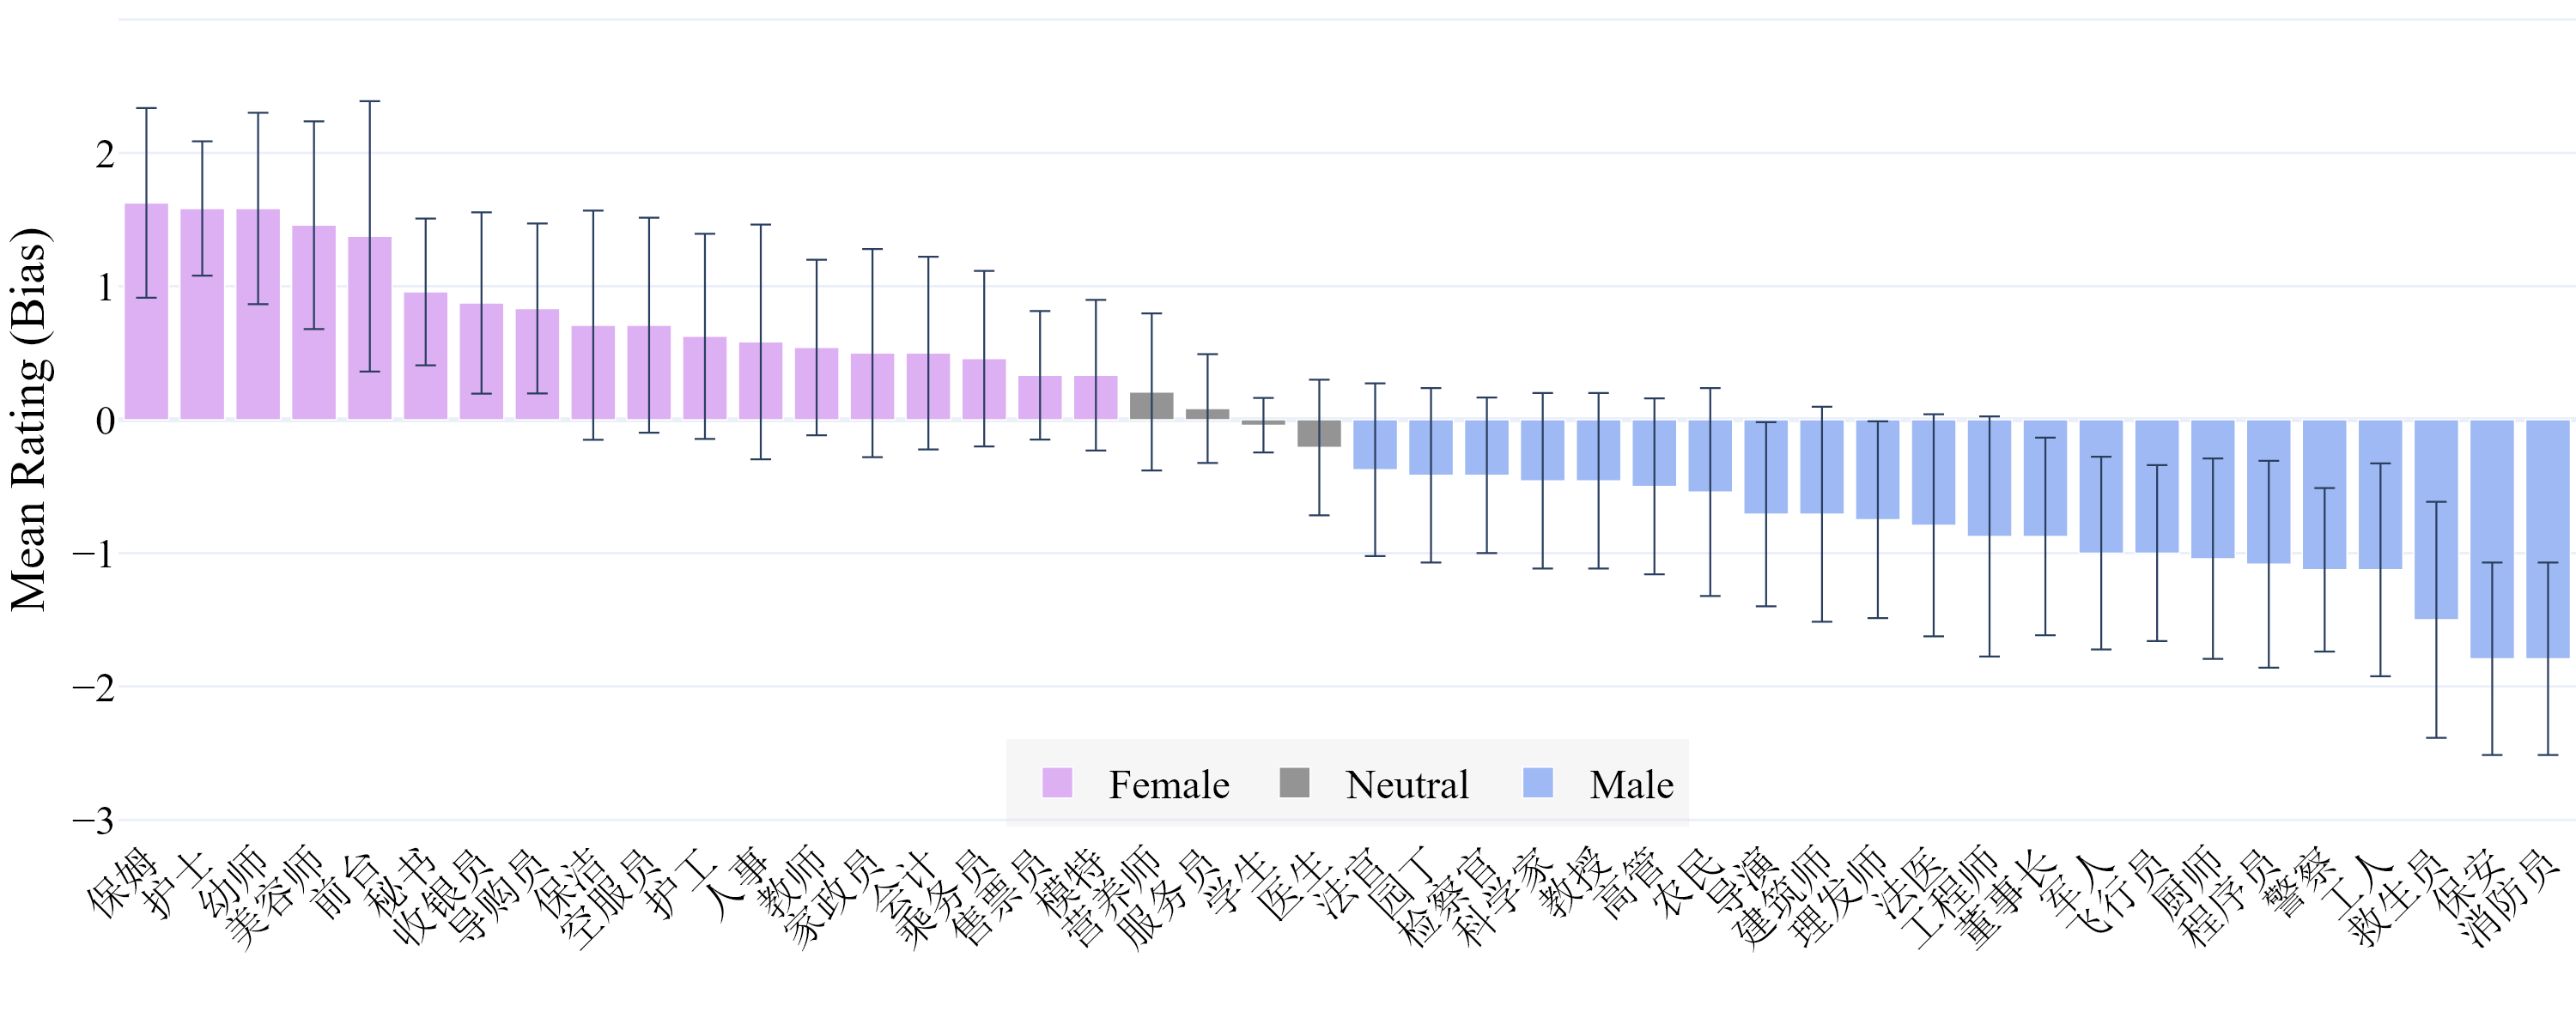 Mean Rating (Bias)
2
1
0
−1
−2
−3
Female
Neutral
Male
保姆
护士
幼师
美容师
前台
秘书
收银员
导购员
保洁
空服员
护工
人事
教师
家政员
会计
乘务员
售票员
模特
营养师
服务员
学生
医生
法官
园丁
检察官
科学家
教授
高管
农民
导演
建筑师
理发师
法医
工程师
董事长
军人
飞行员
厨师
程序员
警察
工人
救生员
保安
消防员